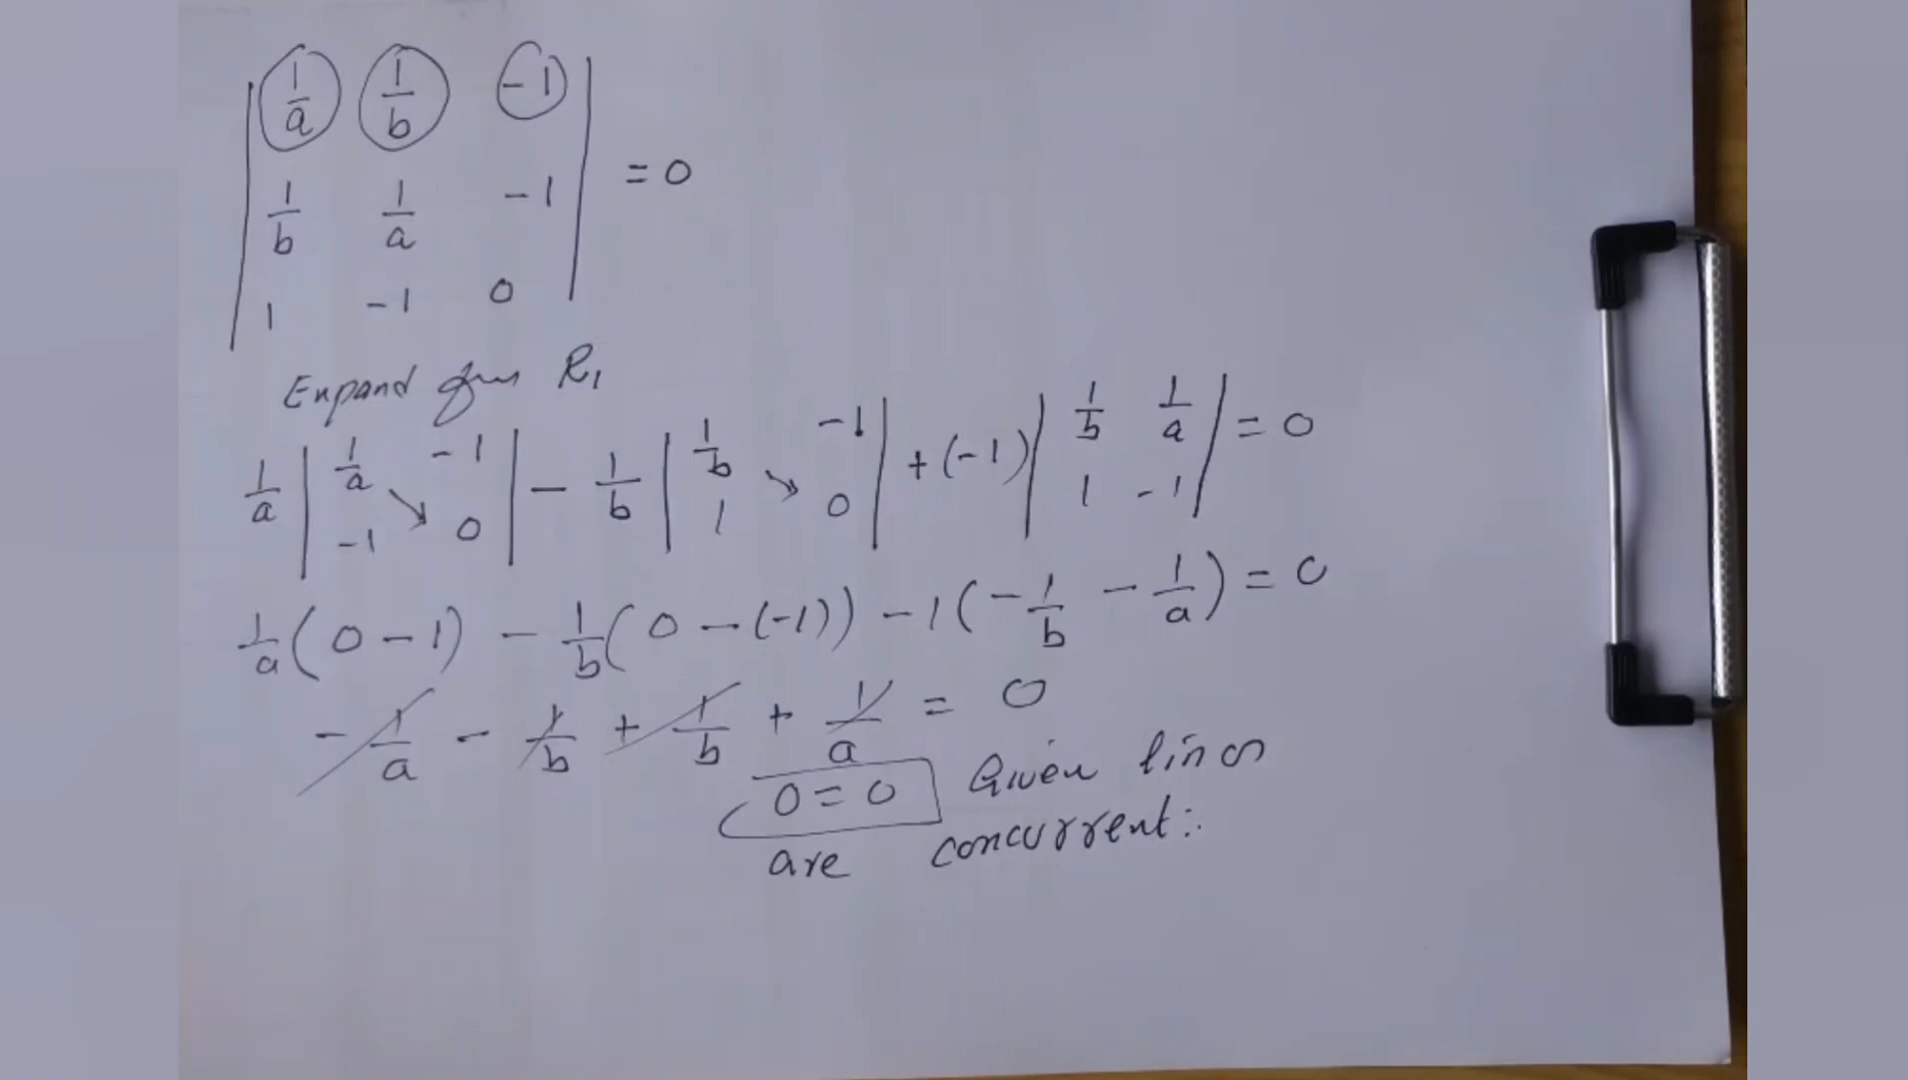 | 1/a 1/b -1 |
| 1/b 1/a -1 | = 0
| 1 -1 0 |
Expand from R₁
1/a | 1/a -1 ; -1 0 | - 1/b | 1/b -1 ; 1 0 | + (-1) | 1/b 1/a ; 1 -1 | = 0
1/a (0 - 1) - 1/b (0 - (-1)) - 1 (-1/b - 1/a) = 0
- 1/a - 1/b + 1/b + 1/a = 0
0 = 0 Given lines
are concurrent ∴